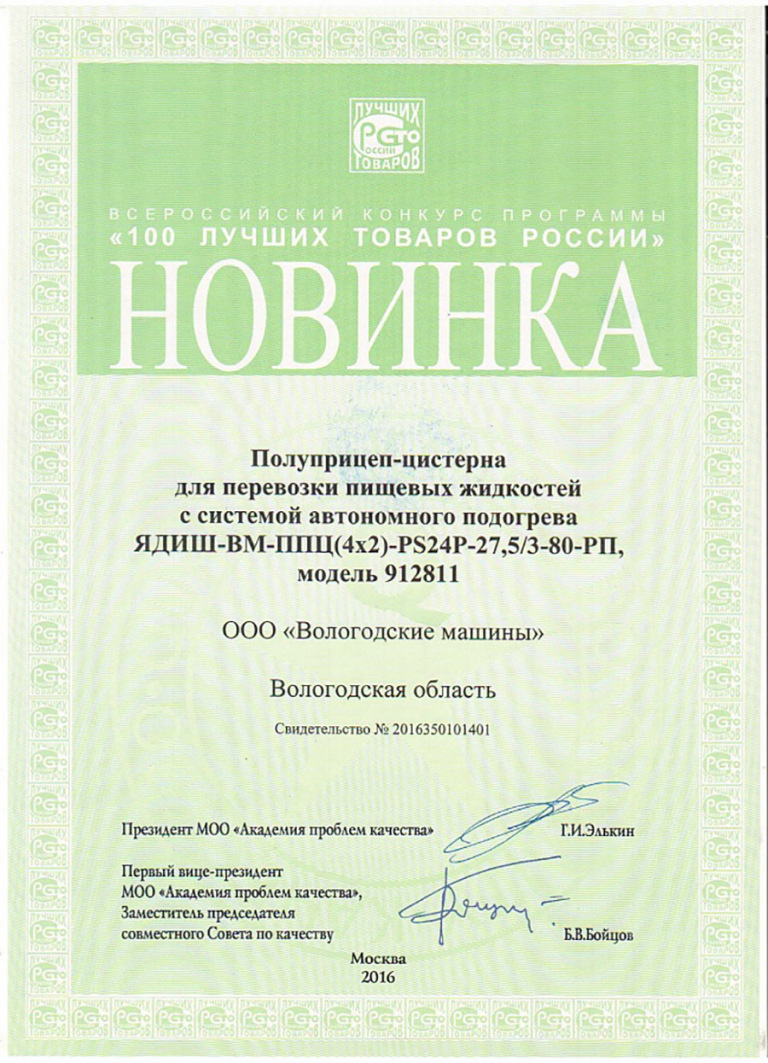 ЛУЧШИХ
РСТО
РОССИИ
ТОВАРОВ
ВСЕРОССИЙСКИЙ КОНКУРС ПРОГРАММЫ
«100 ЛУЧШИХ ТОВАРОВ РОССИИ»
НОВИНКА
Полуприцеп-цистерна
для перевозки пищевых жидкостей
с системой автономного подогрева
ЯДИШ-ВМ-ППЦ(4х2)-PS24P-27,5/3-80-РП,
модель 912811
ООО «Вологодские машины»
Вологодская область
Свидетельство № 2016350101401
Президент МОО «Академия проблем качества» Г.И.Элькин
Первый вице-президент
МОО «Академия проблем качества»,
Заместитель председателя
совместного Совета по качеству Б.В.Бойцов
Москва
2016